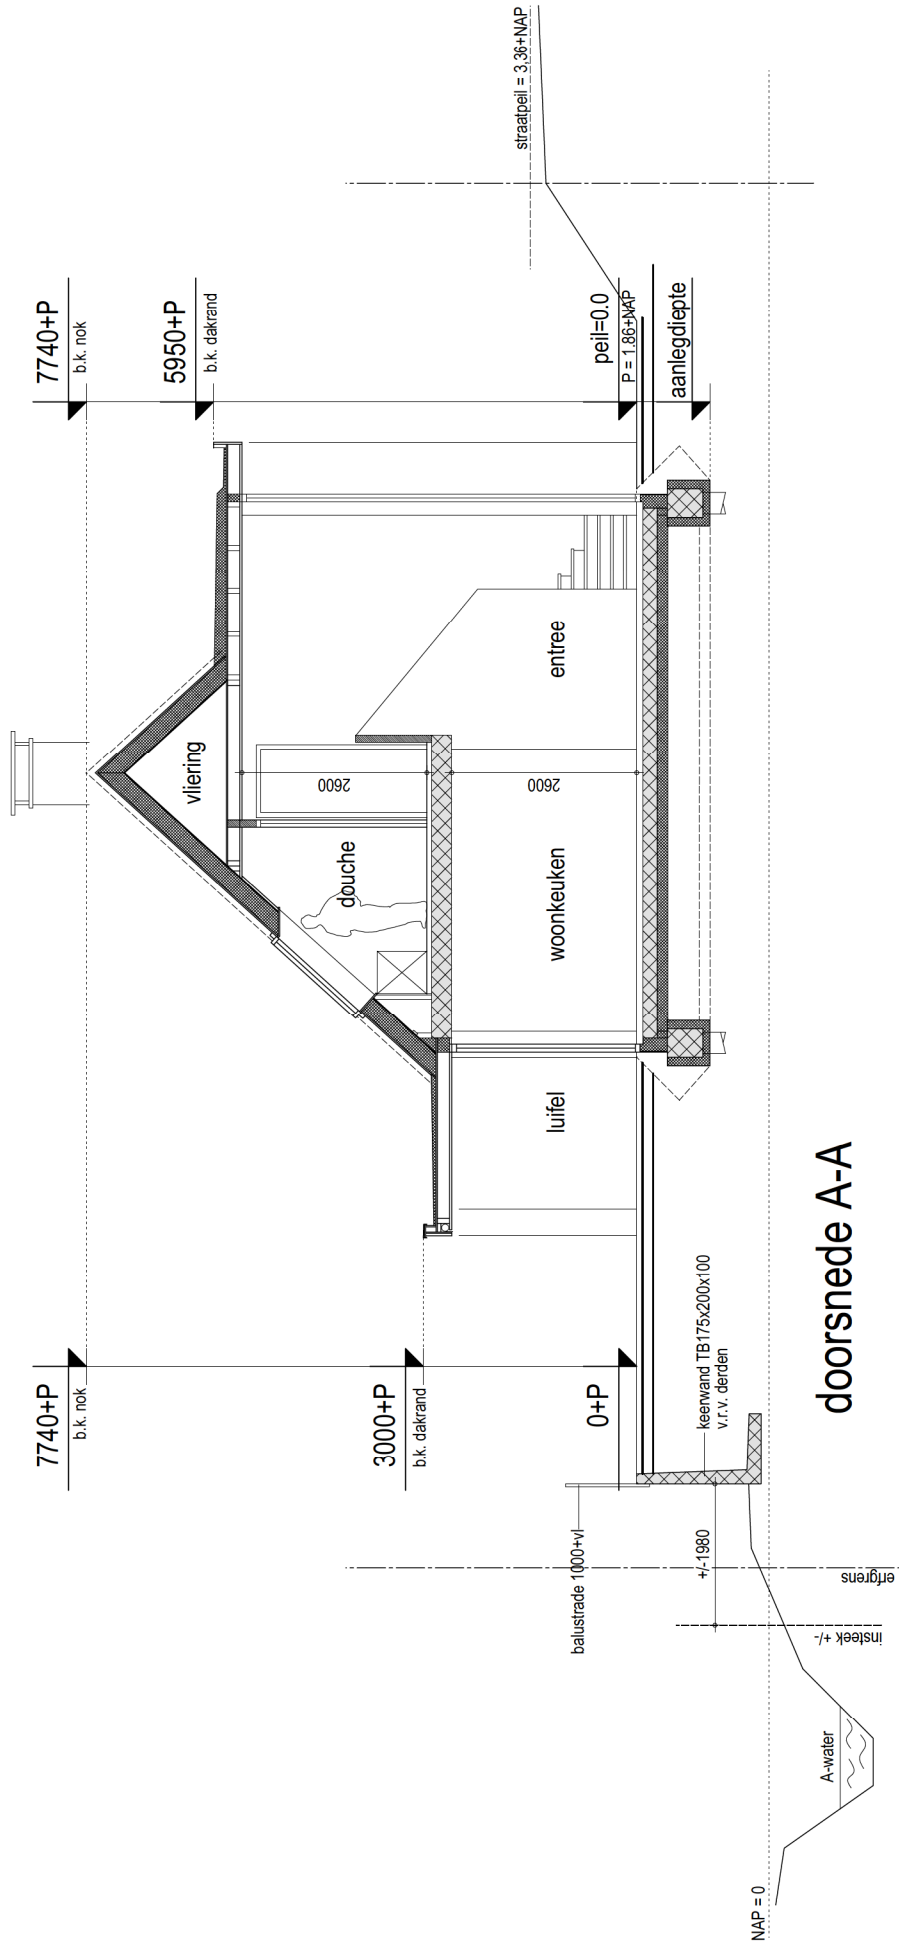 7740+P
b.k. nok
3000+P
b.k. dakrand
0+P
balustrade 1000+vl
keerwand TB175x200x100
v.r.v. derden
+/-1980
erfgrens
insteek +/-
A-water
NAP = 0
vliering
douche
2600
2600
woonkeuken
entree
luifel
7740+P
b.k. nok
5950+P
b.k. dakrand
peil=0.0
P = 1.86+NAP
aanlegdiepte
straatpeil = 3,36+NAP
doorsnede A-A